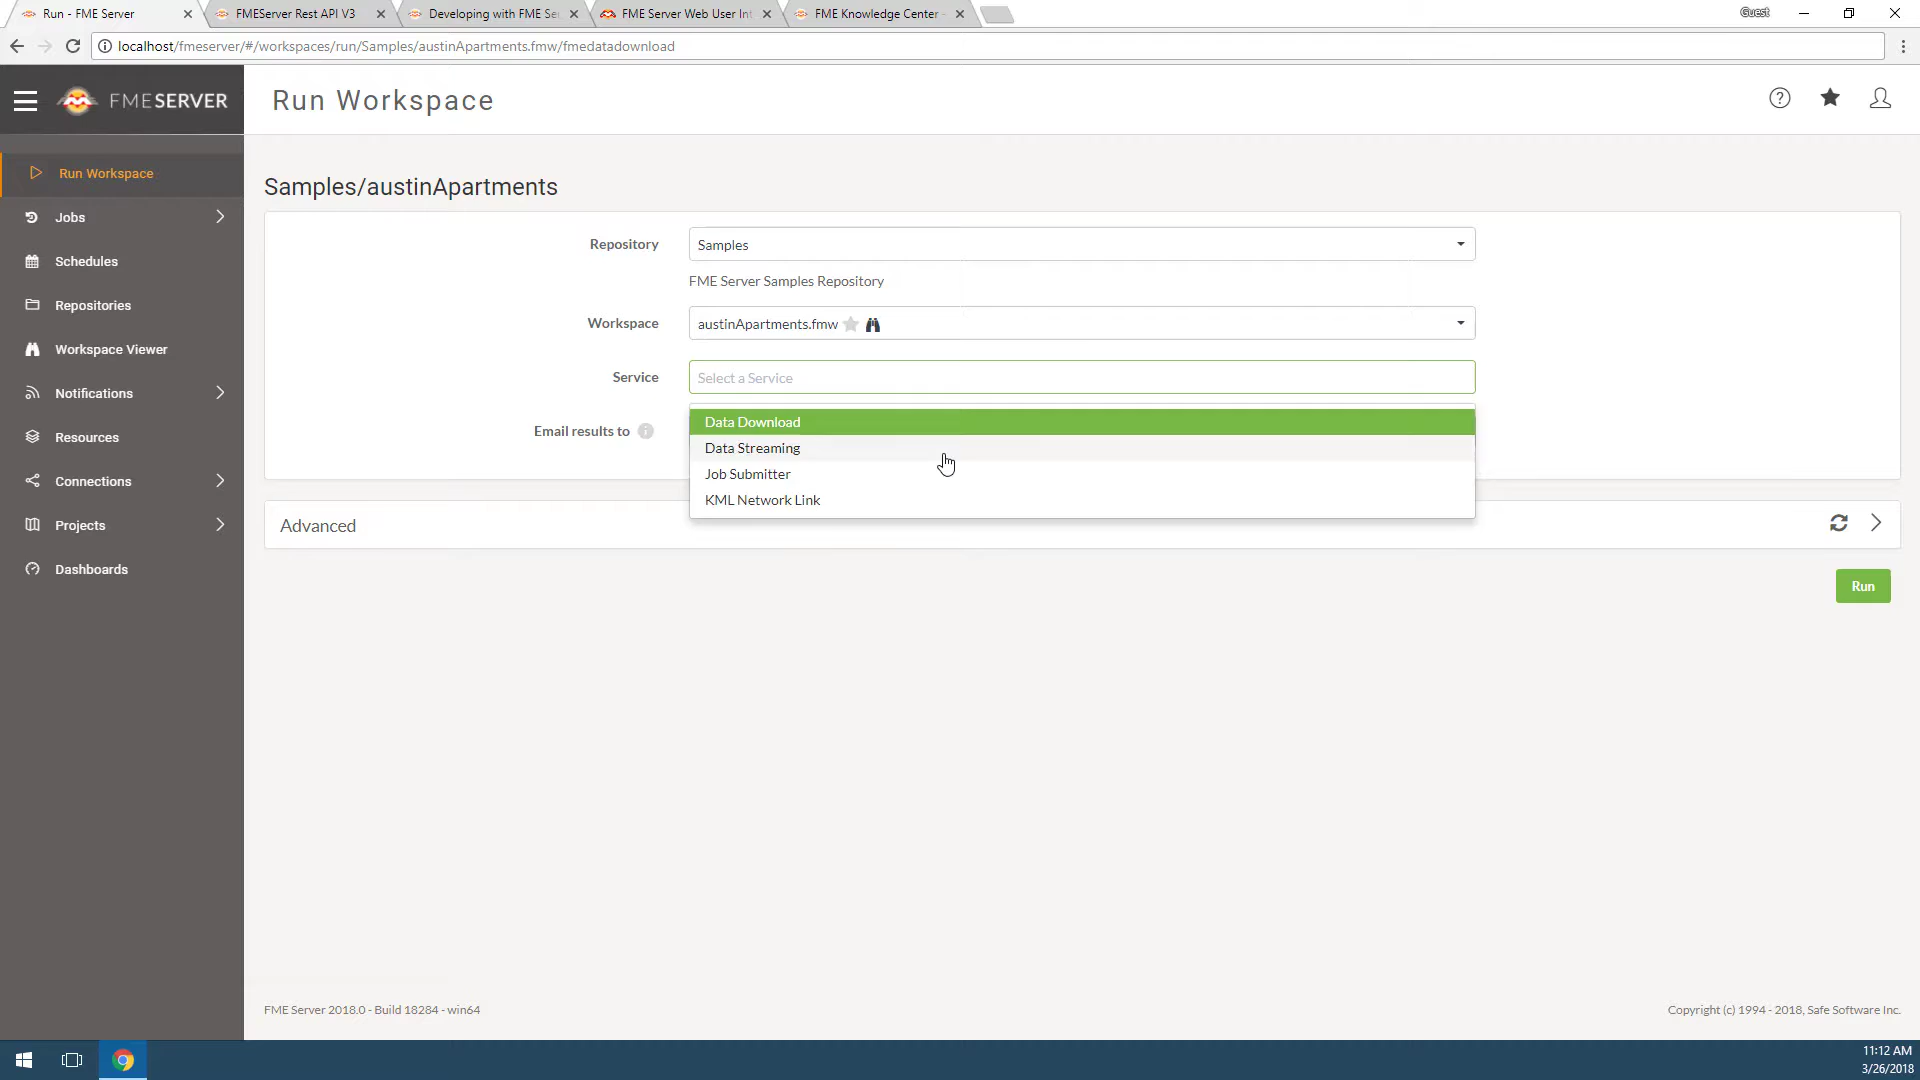 Run - FME Server
FMEServer Rest API V3
Developing with FME Se
FME Server Web User Int
FME Knowledge Center -
Guest
localhost/fmeserver/#/workspaces/run/Samples/austinApartments.fmw/fmedatadownload
FMESERVER
Run Workspace
Run Workspace
Jobs
Schedules
Repositories
Workspace Viewer
Notifications
Resources
Connections
Projects
Dashboards
Samples/austinApartments
Repository
Samples
FME Server Samples Repository
Workspace
austinApartments.fmw
Service
Select a Service
Email results to
Data Download
Data Streaming
Job Submitter
KML Network Link
Advanced
Run
FME Server 2018.0 - Build 18284 - win64
Copyright (c) 1994 - 2018, Safe Software Inc.
11:12 AM
3/26/2018